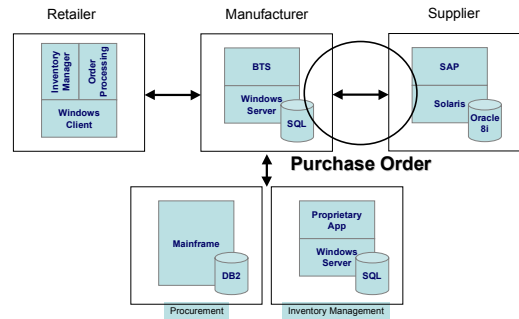 Retailer
Manufacturer
Supplier
Inventory
Manager
Order
Processing
Windows
Client
BTS
Windows
Server
SQL
SAP
Solaris
Oracle
8i
Purchase Order
Mainframe
DB2
Proprietary
App
Windows
Server
SQL
Procurement
Inventory Management